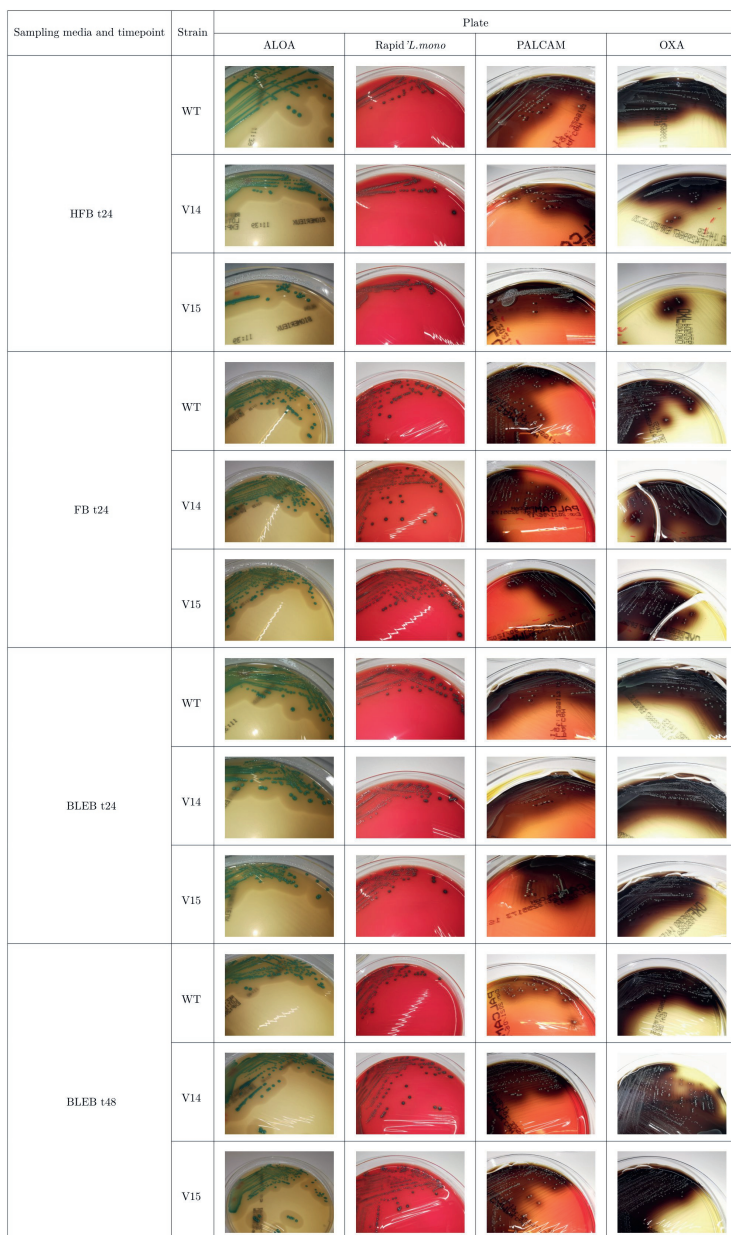 Sampling media and timepoint Strain Plate
ALOA Rapid'L.mono PALCAM OXA
HFB t24
WT
V14
V15
FB t24
WT
V14
PALCAM
V15
BLEB t24
WT
V14
V15
BLEB t48
WT
V14
V15